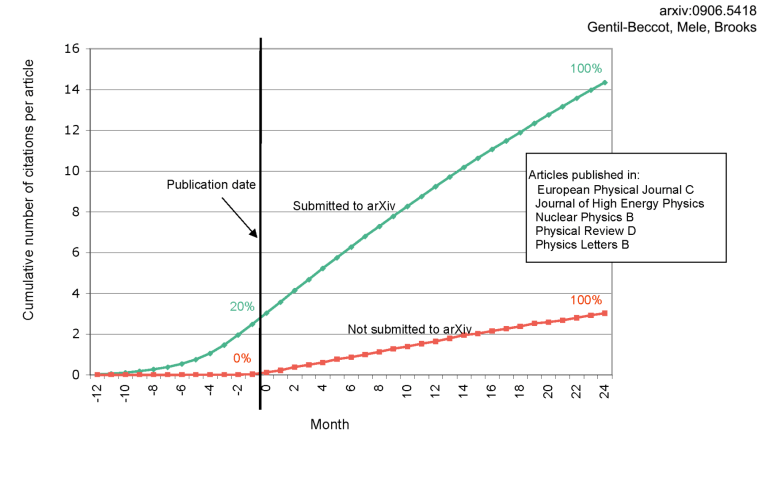 arxiv:0906.5418
Gentil-Beccot, Mele, Brooks
Cumulative number of citations per article
16
14
12
10
8
6
4
2
0
100%
Publication date
Submitted to arXiv
Articles published in:
European Physical Journal C
Journal of High Energy Physics
Nuclear Physics B
Physical Review D
Physics Letters B
20%
100%
Not submitted to arXiv
0%
-12 -10 -8 -6 -4 -2 0 2 4 6 8 10 12 14 16 18 20 22 24
Month